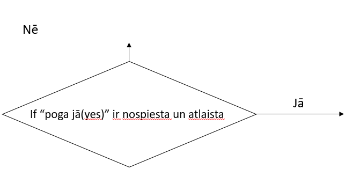 Nē
Jā
If “poga jā(yes)” ir nospiesta un atlaista